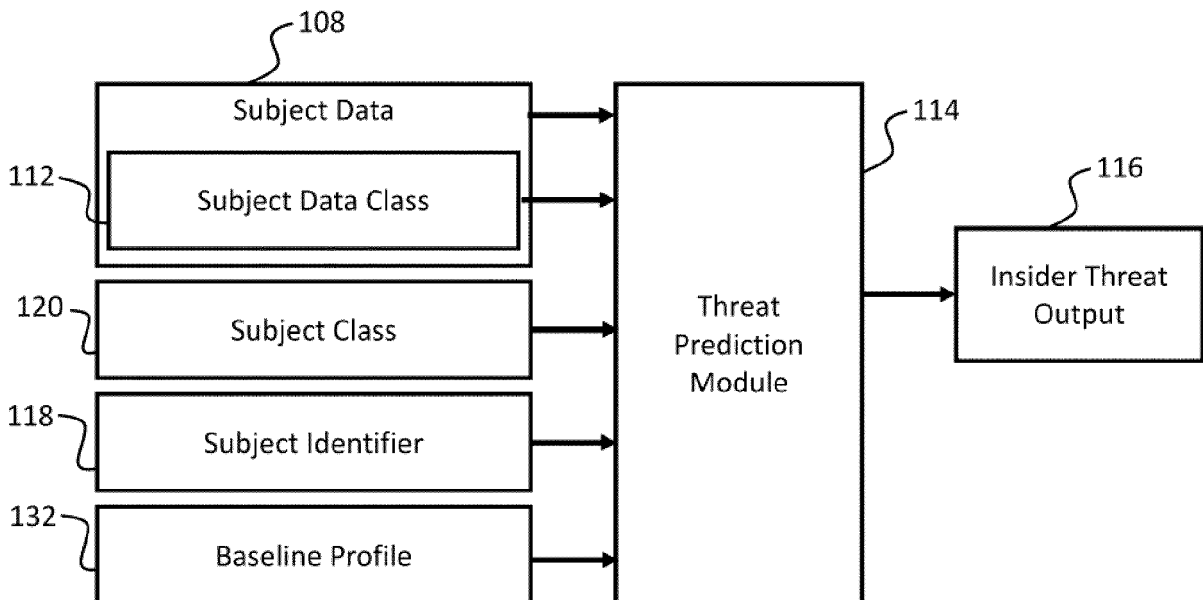 108
Subject Data
112
Subject Data Class
120
Subject Class
118
Subject Identifier
132
Baseline Profile
114
Threat
Prediction
Module
116
Insider Threat
Output